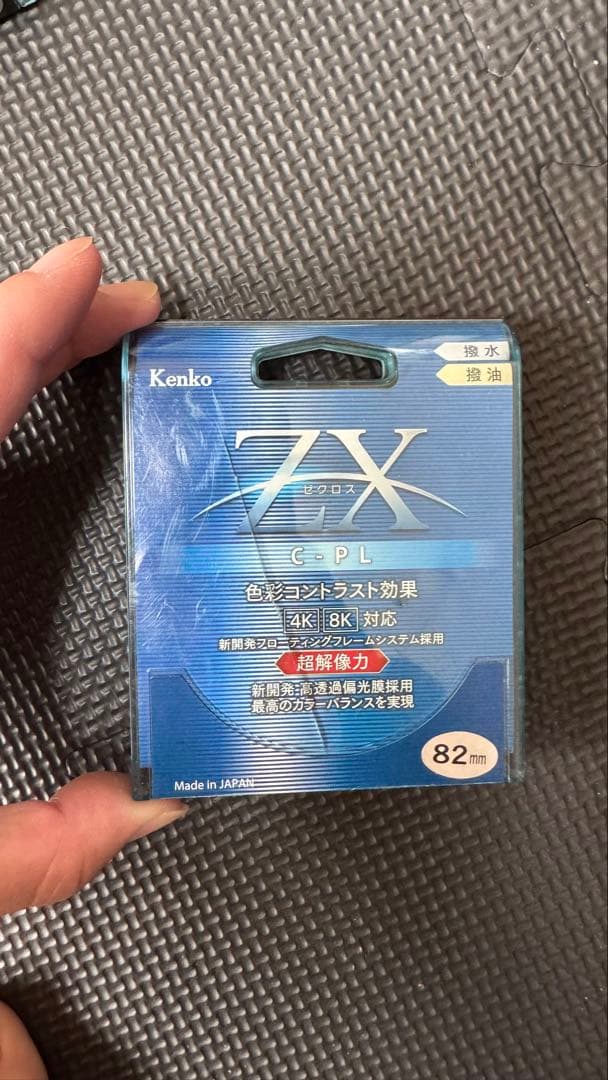 撥水
Kenko
撥油
ZX
ゼクロス
C-PL
色彩コントラスト効果
4K 8K 対応
新開発フローティングフレームシステム採用
超解像力
新開発・高透過偏光膜採用
最高のカラーバランスを実現
82mm
Made in JAPAN